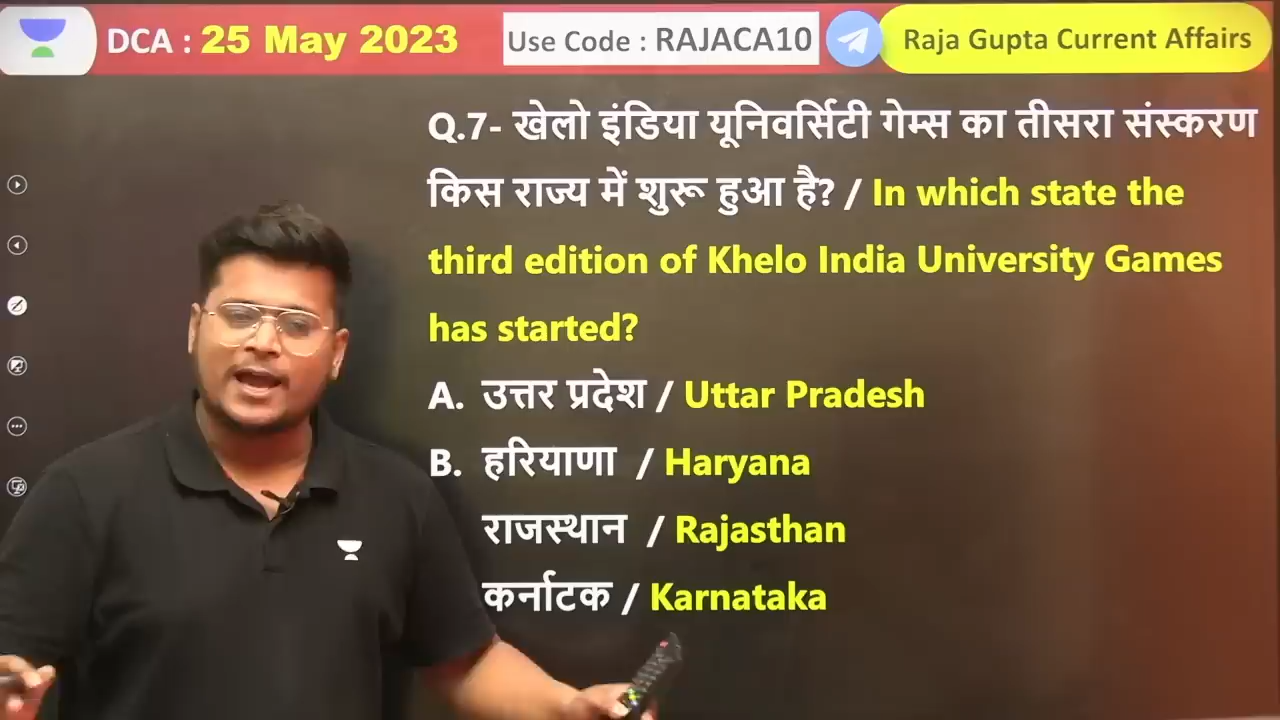 DCA : 25 May 2023
Use Code : RAJACA10
Raja Gupta Current Affairs
Q.7- खेलो इंडिया यूनिवर्सिटी गेम्स का तीसरा संस्करण
किस राज्य में शुरू हुआ है? / In which state the
third edition of Khelo India University Games
has started?
A. उत्तर प्रदेश / Uttar Pradesh
B. हरियाणा / Haryana
राजस्थान / Rajasthan
कर्नाटक / Karnataka